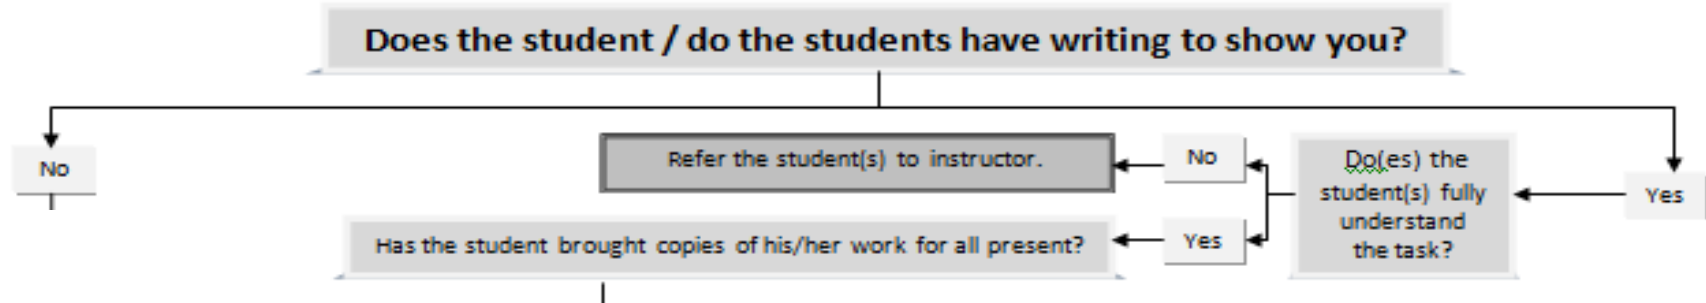 Does the student / do the students have writing to show you?
No
Refer the student(s) to instructor.
No
Do(es) the
student(s) fully
understand
the task?
Yes
Has the student brought copies of his/her work for all present?
Yes